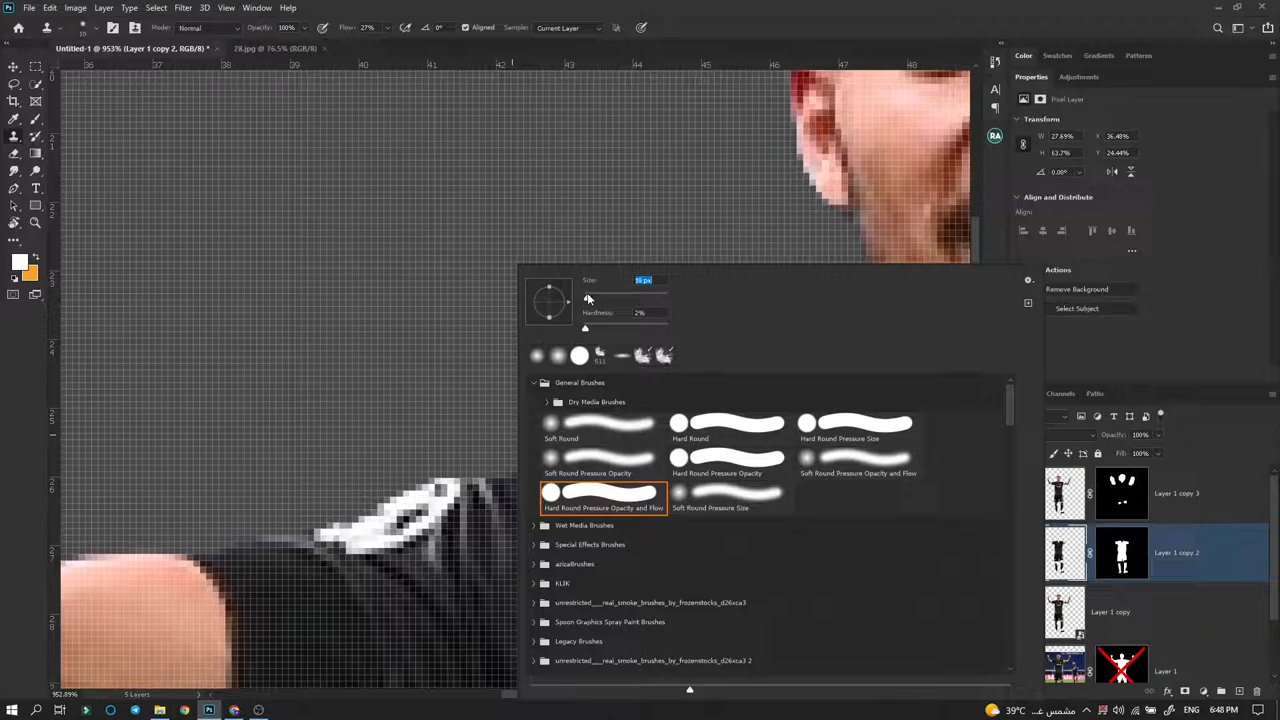 Ps File Edit Image Layer Type Select Filter 3D View Window Help
Mode: Normal Opacity: 100% Flow: 27% 0° Aligned Sample: Current Layer
Untitled-1 @ 953% (Layer 1 copy 2, RGB/8) * × 28.jpg @ 76.5% (RGB/8) ×
36 37 38 39 40 41 42 43 44 45 46 47 48
Color Swatches Gradients Patterns
Properties Adjustments
Pixel Layer
Transform
W 27.69% X 36.48%
H 63.7% Y 24.44%
0.00°
RA
Align and Distribute
Align:
Actions
Remove Background
Select Subject
Size:
Hardness: 2%
511
General Brushes
Dry Media Brushes
Soft Round Hard Round Hard Round Pressure Size
Soft Round Pressure Opacity Hard Round Pressure Opacity Soft Round Pressure Opacity and Flow
Hard Round Pressure Opacity and Flow Soft Round Pressure Size
Wet Media Brushes
Special Effects Brushes
azizaBrushes
KLIK
unrestricted___real_smoke_brushes_by_frozenstocks_d26xca3
Spoon Graphics Spray Paint Brushes
Legacy Brushes
unrestricted___real_smoke_brushes_by_frozenstocks_d26xca3 2
Channels Paths
Opacity: 100%
Fill: 100%
Layer 1 copy 3
Layer 1 copy 2
Layer 1 copy
Layer 1
952.89% 5 Layers
39°C 6:48 PM